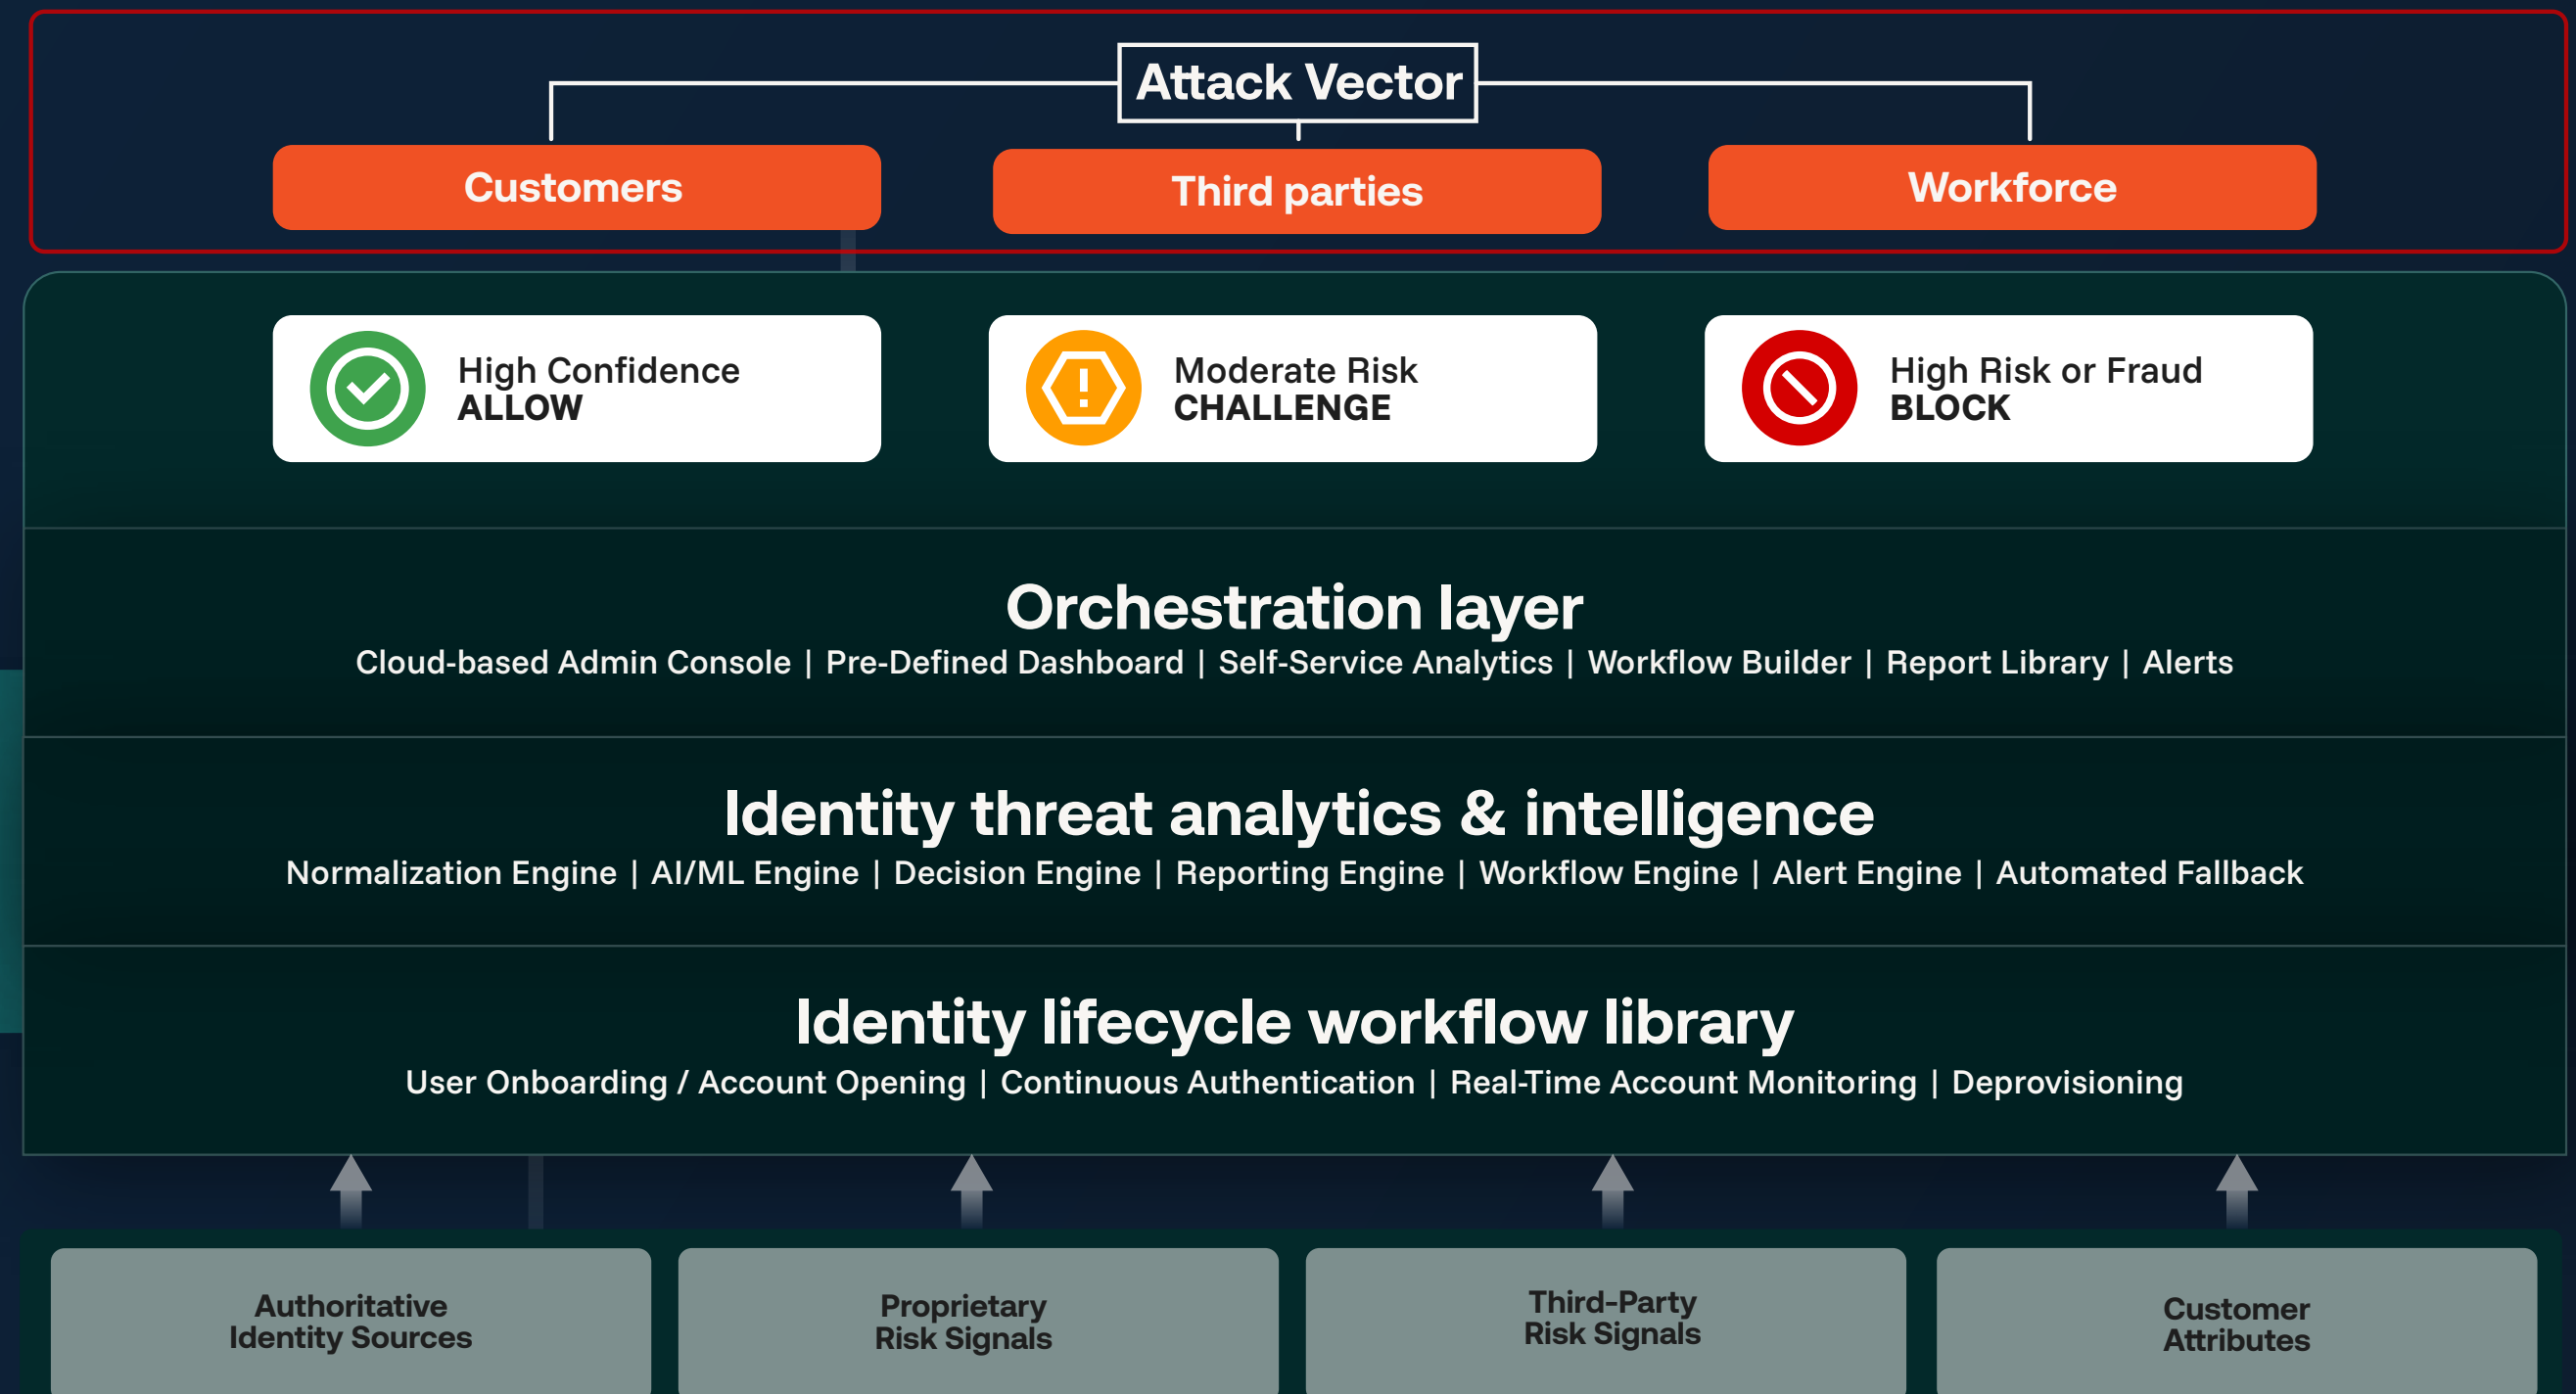 Attack Vector
Customers
Third parties
Workforce
High Confidence
ALLOW
Moderate Risk
CHALLENGE
High Risk or Fraud
BLOCK
Orchestration layer
Cloud-based Admin Console | Pre-Defined Dashboard | Self-Service Analytics | Workflow Builder | Report Library | Alerts
Identity threat analytics & intelligence
Normalization Engine | AI/ML Engine | Decision Engine | Reporting Engine | Workflow Engine | Alert Engine | Automated Fallback
Identity lifecycle workflow library
User Onboarding / Account Opening | Continuous Authentication | Real-Time Account Monitoring | Deprovisioning
Authoritative
Identity Sources
Proprietary
Risk Signals
Third-Party
Risk Signals
Customer
Attributes